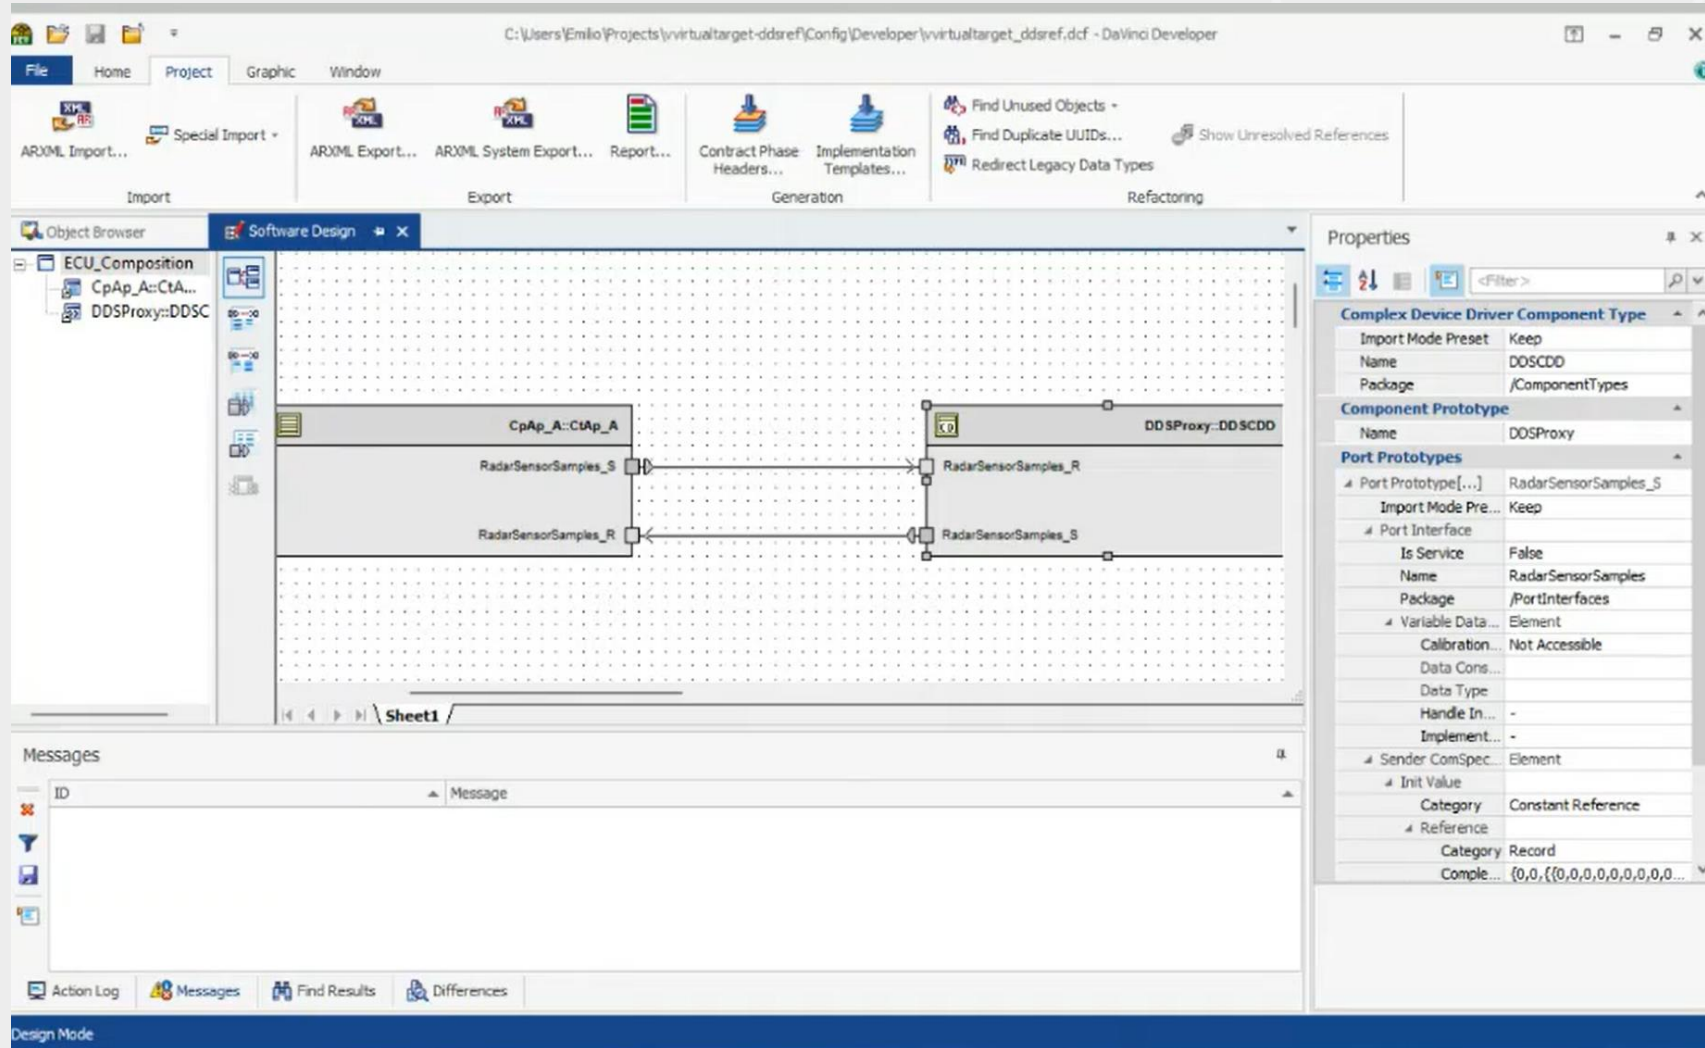 C:\Users\Emilio\Projects\vvirtualtarget-ddsref\Config\Developer\vvirtualtarget_ddsref.dcf - DaVinci Developer
File Home Project Graphic Window
ARXML Import...
Special Import
Import
ARXML Export...
ARXML System Export...
Report...
Export
Contract Phase
Headers...
Implementation
Templates...
Generation
Find Unused Objects
Find Duplicate UUIDs...
Redirect Legacy Data Types
Show Unresolved References
Refactoring
Object Browser
Software Design
ECU_Composition
CpAp_A::CtA...
DDSProxy::DDSC
CpAp_A::CtAp_A
RadarSensorSamples_S
RadarSensorSamples_R
DDSProxy::DDSCDD
RadarSensorSamples_R
RadarSensorSamples_S
Sheet1
Properties
<Filter>
Complex Device Driver Component Type
Import Mode Preset Keep
Name DDSCDD
Package /ComponentTypes
Component Prototype
Name DDSProxy
Port Prototypes
Port Prototype[...] RadarSensorSamples_S
Import Mode Pre... Keep
Port Interface
Is Service False
Name RadarSensorSamples
Package /PortInterfaces
Variable Data... Element
Calibration... Not Accessible
Data Cons...
Data Type
Handle In... -
Implement... -
Sender ComSpec... Element
Init Value
Category Constant Reference
Reference
Category Record
Comple... {0,0,{{0,0,0,0,0,0,0,0,0...
Messages
ID Message
Action Log Messages Find Results Differences
Design Mode